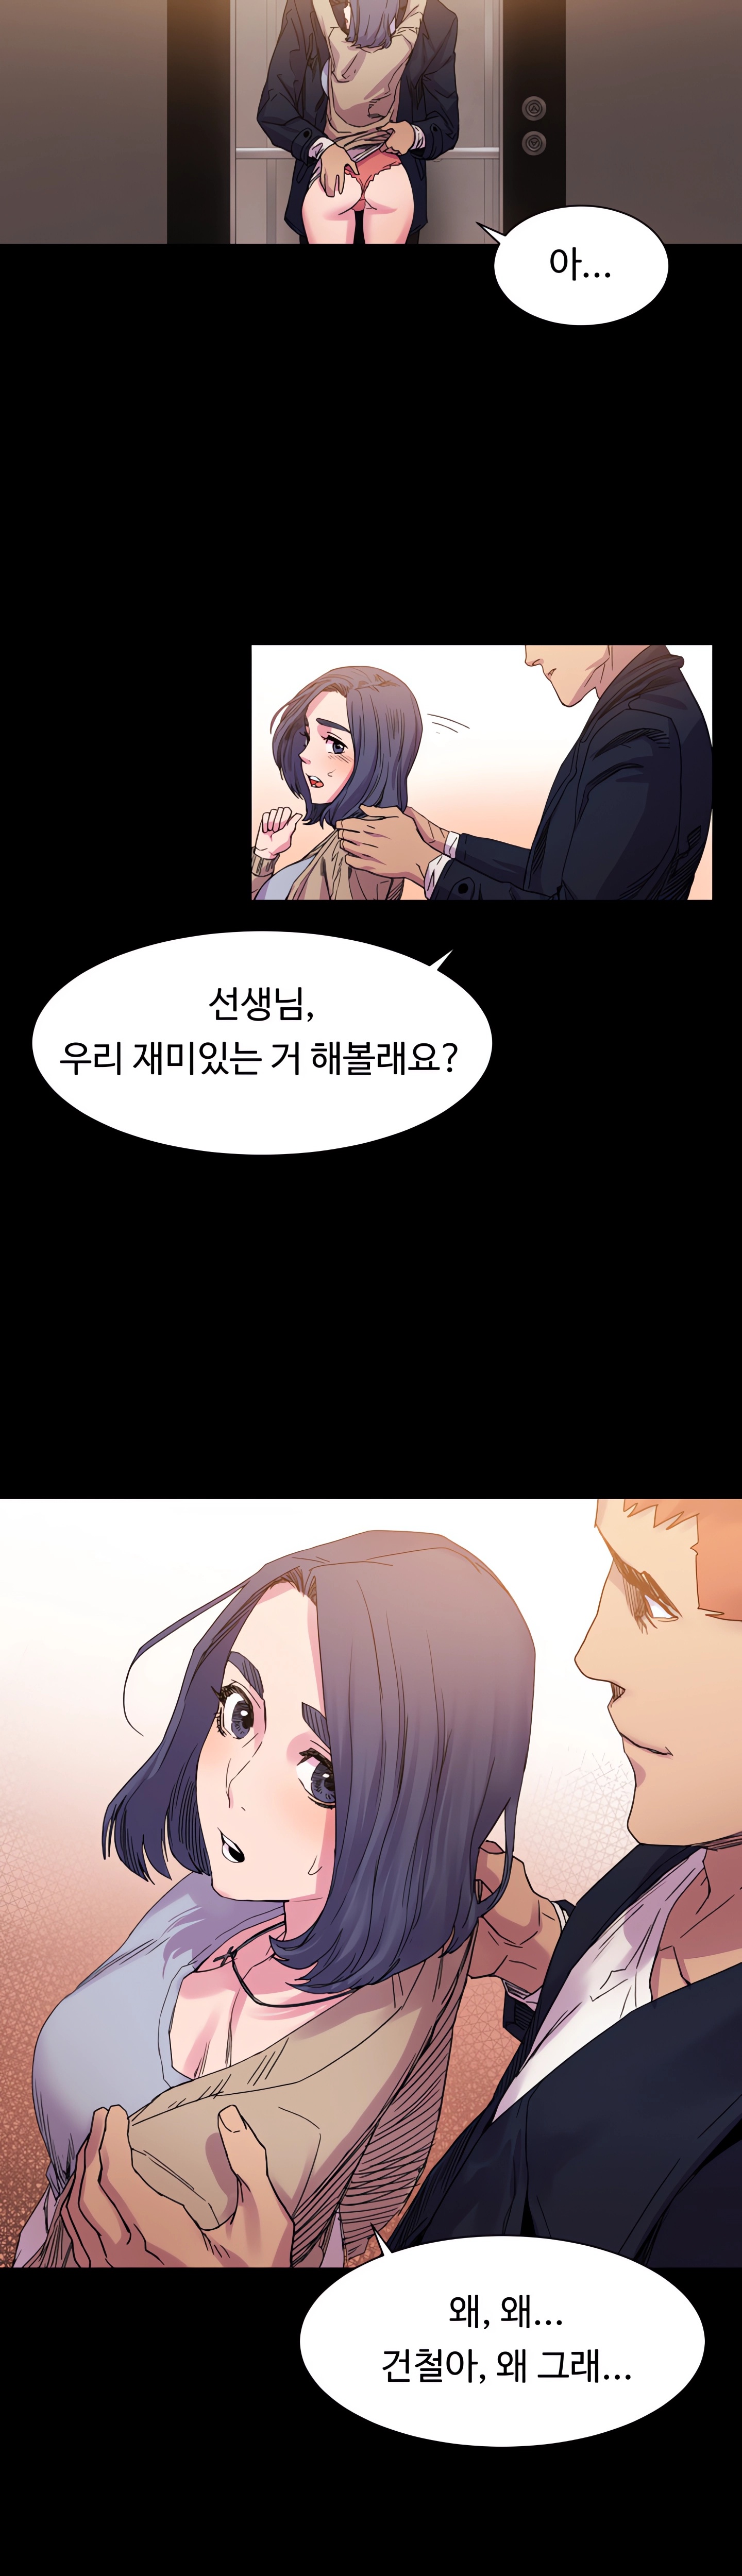 아...
선생님,
우리 재미있는 거 해볼래요?
왜, 왜...
건철아, 왜 그래...